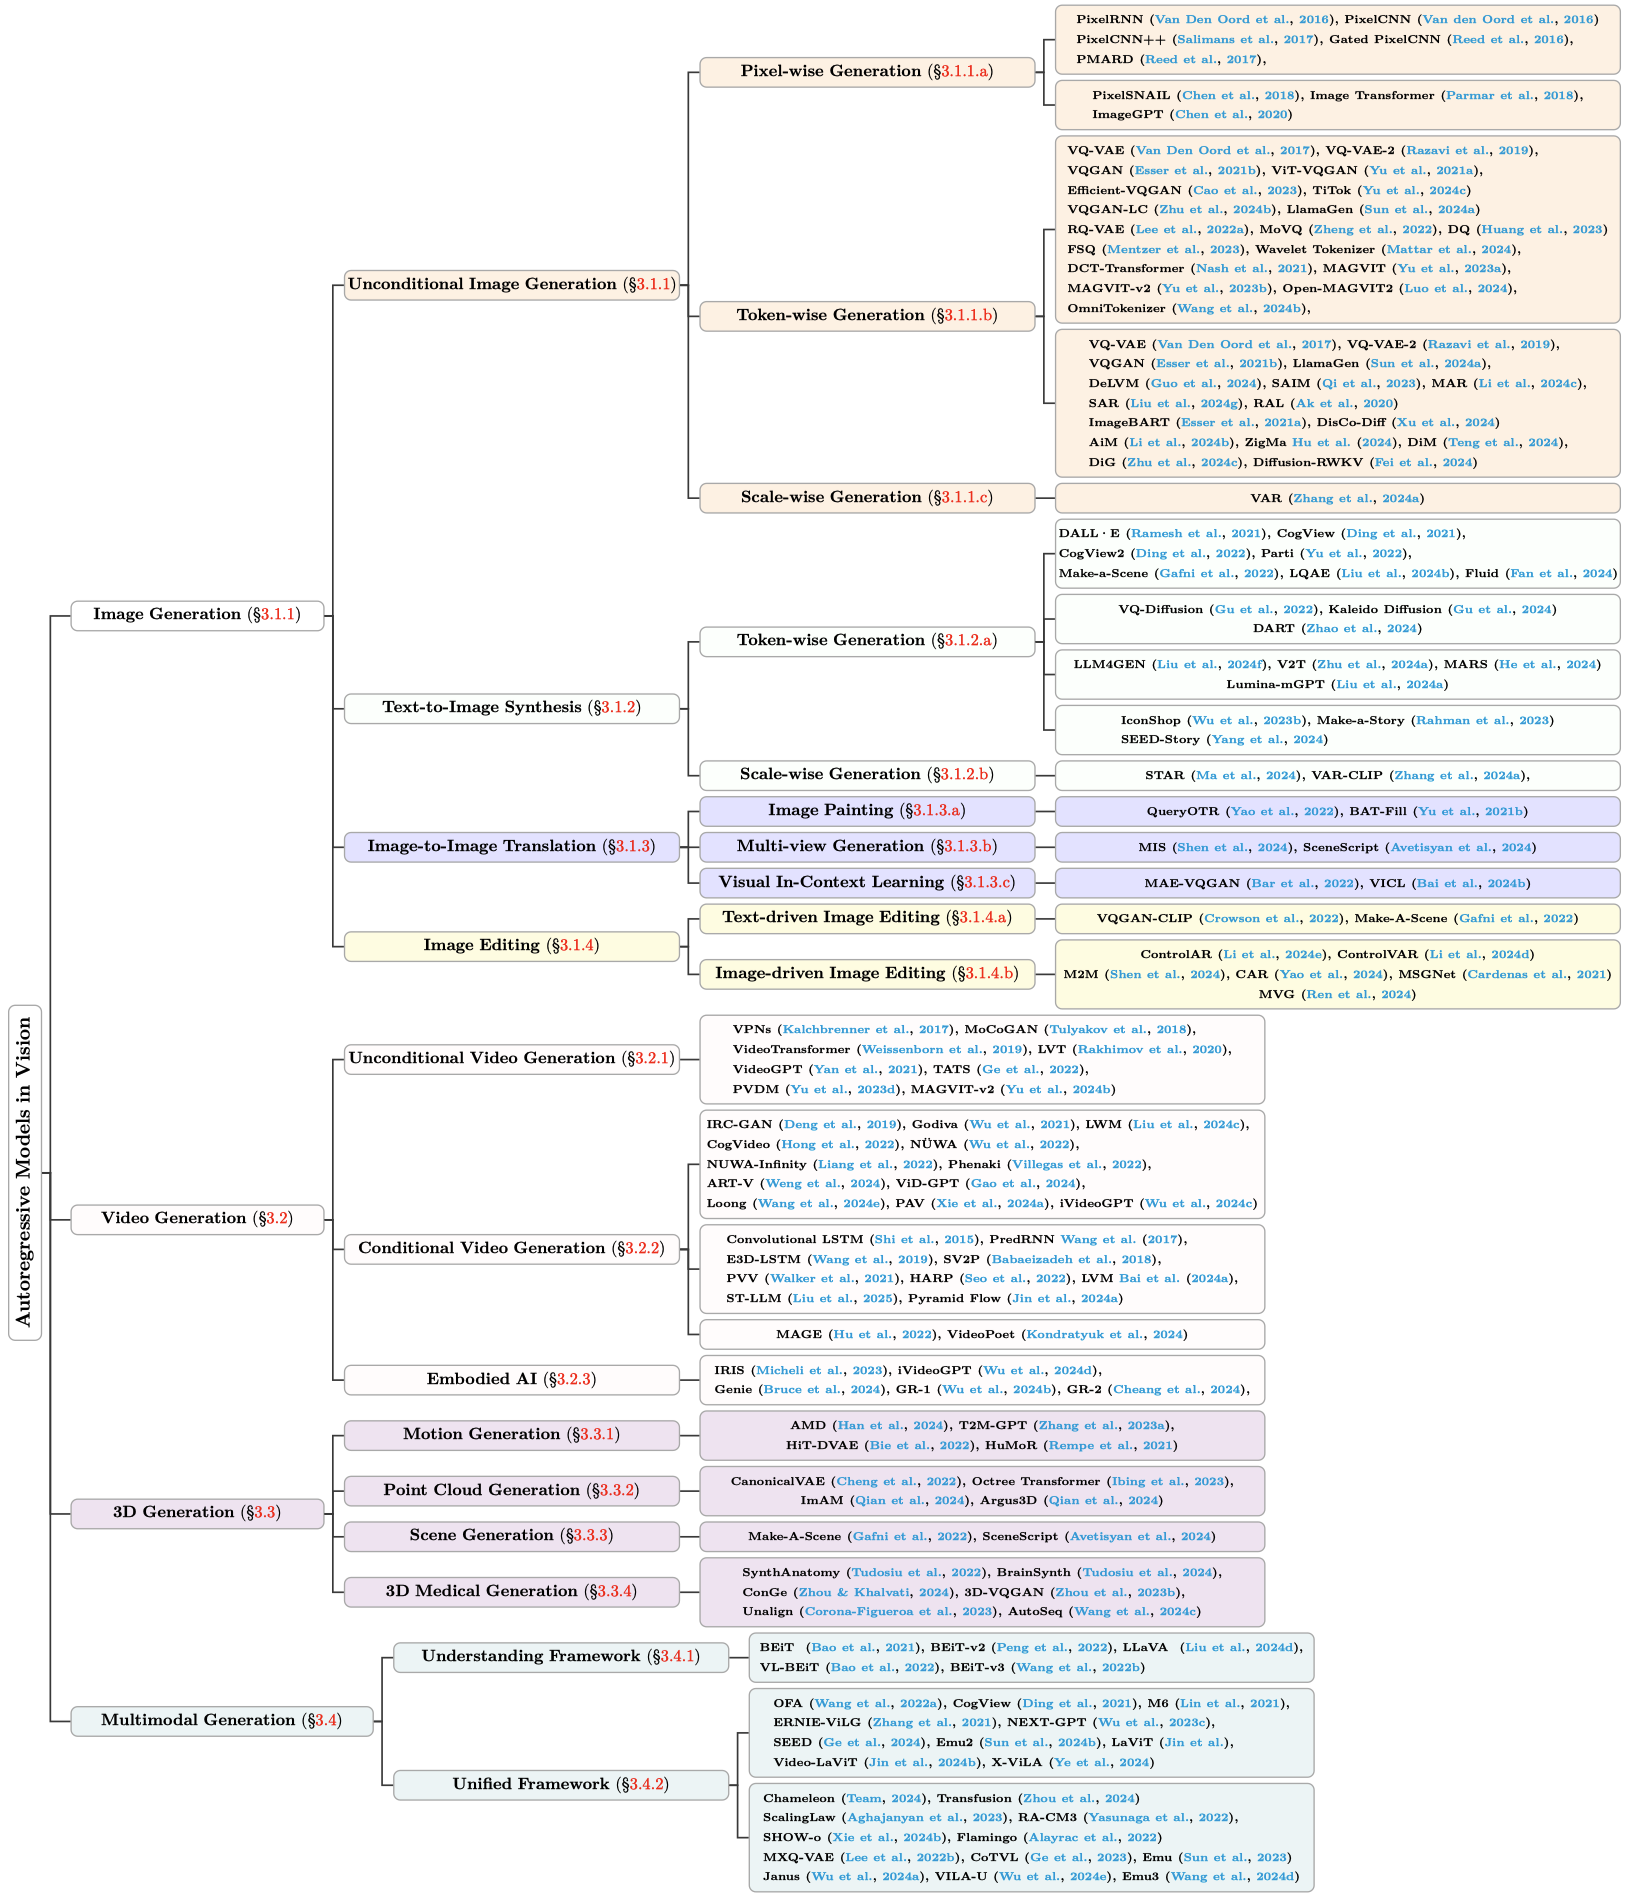 Autoregressive Models in Vision
Image Generation (§3.1.1)
Unconditional Image Generation (§3.1.1)
Pixel-wise Generation (§3.1.1.a)
PixelRNN (Van Den Oord et al., 2016), PixelCNN (Van den Oord et al., 2016)
PixelCNN++ (Salimans et al., 2017), Gated PixelCNN (Reed et al., 2016),
PMARD (Reed et al., 2017),
PixelSNAIL (Chen et al., 2018), Image Transformer (Parmar et al., 2018),
ImageGPT (Chen et al., 2020)
Token-wise Generation (§3.1.1.b)
VQ-VAE (Van Den Oord et al., 2017), VQ-VAE-2 (Razavi et al., 2019),
VQGAN (Esser et al., 2021b), ViT-VQGAN (Yu et al., 2021a),
Efficient-VQGAN (Cao et al., 2023), TiTok (Yu et al., 2024c)
VQGAN-LC (Zhu et al., 2024b), LlamaGen (Sun et al., 2024a)
RQ-VAE (Lee et al., 2022a), MoVQ (Zheng et al., 2022), DQ (Huang et al., 2023)
FSQ (Mentzer et al., 2023), Wavelet Tokenizer (Mattar et al., 2024),
DCT-Transformer (Nash et al., 2021), MAGVIT (Yu et al., 2023a),
MAGVIT-v2 (Yu et al., 2023b), Open-MAGVIT2 (Luo et al., 2024),
OmniTokenizer (Wang et al., 2024b),
VQ-VAE (Van Den Oord et al., 2017), VQ-VAE-2 (Razavi et al., 2019),
VQGAN (Esser et al., 2021b), LlamaGen (Sun et al., 2024a),
DeLVM (Guo et al., 2024), SAIM (Qi et al., 2023), MAR (Li et al., 2024c),
SAR (Liu et al., 2024g), RAL (Ak et al., 2020)
ImageBART (Esser et al., 2021a), DisCo-Diff (Xu et al., 2024)
AiM (Li et al., 2024b), ZigMa Hu et al. (2024), DiM (Teng et al., 2024),
DiG (Zhu et al., 2024c), Diffusion-RWKV (Fei et al., 2024)
Scale-wise Generation (§3.1.1.c)
VAR (Zhang et al., 2024a)
Text-to-Image Synthesis (§3.1.2)
Token-wise Generation (§3.1.2.a)
DALL · E (Ramesh et al., 2021), CogView (Ding et al., 2021),
CogView2 (Ding et al., 2022), Parti (Yu et al., 2022),
Make-a-Scene (Gafni et al., 2022), LQAE (Liu et al., 2024b), Fluid (Fan et al., 2024)
VQ-Diffusion (Gu et al., 2022), Kaleido Diffusion (Gu et al., 2024)
DART (Zhao et al., 2024)
LLM4GEN (Liu et al., 2024f), V2T (Zhu et al., 2024a), MARS (He et al., 2024)
Lumina-mGPT (Liu et al., 2024a)
IconShop (Wu et al., 2023b), Make-a-Story (Rahman et al., 2023)
SEED-Story (Yang et al., 2024)
Scale-wise Generation (§3.1.2.b)
STAR (Ma et al., 2024), VAR-CLIP (Zhang et al., 2024a),
Image-to-Image Translation (§3.1.3)
Image Painting (§3.1.3.a)
QueryOTR (Yao et al., 2022), BAT-Fill (Yu et al., 2021b)
Multi-view Generation (§3.1.3.b)
MIS (Shen et al., 2024), SceneScript (Avetisyan et al., 2024)
Visual In-Context Learning (§3.1.3.c)
MAE-VQGAN (Bar et al., 2022), VICL (Bai et al., 2024b)
Image Editing (§3.1.4)
Text-driven Image Editing (§3.1.4.a)
VQGAN-CLIP (Crowson et al., 2022), Make-A-Scene (Gafni et al., 2022)
Image-driven Image Editing (§3.1.4.b)
ControlAR (Li et al., 2024e), ControlVAR (Li et al., 2024d)
M2M (Shen et al., 2024), CAR (Yao et al., 2024), MSGNet (Cardenas et al., 2021)
MVG (Ren et al., 2024)
Video Generation (§3.2)
Unconditional Video Generation (§3.2.1)
VPNs (Kalchbrenner et al., 2017), MoCoGAN (Tulyakov et al., 2018),
VideoTransformer (Weissenborn et al., 2019), LVT (Rakhimov et al., 2020),
VideoGPT (Yan et al., 2021), TATS (Ge et al., 2022),
PVDM (Yu et al., 2023d), MAGVIT-v2 (Yu et al., 2024b)
Conditional Video Generation (§3.2.2)
IRC-GAN (Deng et al., 2019), Godiva (Wu et al., 2021), LWM (Liu et al., 2024c),
CogVideo (Hong et al., 2022), NÜWA (Wu et al., 2022),
NUWA-Infinity (Liang et al., 2022), Phenaki (Villegas et al., 2022),
ART-V (Weng et al., 2024), ViD-GPT (Gao et al., 2024),
Loong (Wang et al., 2024e), PAV (Xie et al., 2024a), iVideoGPT (Wu et al., 2024c)
Convolutional LSTM (Shi et al., 2015), PredRNN Wang et al. (2017),
E3D-LSTM (Wang et al., 2019), SV2P (Babaeizadeh et al., 2018),
PVV (Walker et al., 2021), HARP (Seo et al., 2022), LVM Bai et al. (2024a),
ST-LLM (Liu et al., 2025), Pyramid Flow (Jin et al., 2024a)
MAGE (Hu et al., 2022), VideoPoet (Kondratyuk et al., 2024)
Embodied AI (§3.2.3)
IRIS (Micheli et al., 2023), iVideoGPT (Wu et al., 2024d),
Genie (Bruce et al., 2024), GR-1 (Wu et al., 2024b), GR-2 (Cheang et al., 2024),
3D Generation (§3.3)
Motion Generation (§3.3.1)
AMD (Han et al., 2024), T2M-GPT (Zhang et al., 2023a),
HiT-DVAE (Bie et al., 2022), HuMoR (Rempe et al., 2021)
Point Cloud Generation (§3.3.2)
CanonicalVAE (Cheng et al., 2022), Octree Transformer (Ibing et al., 2023),
ImAM (Qian et al., 2024), Argus3D (Qian et al., 2024)
Scene Generation (§3.3.3)
Make-A-Scene (Gafni et al., 2022), SceneScript (Avetisyan et al., 2024)
3D Medical Generation (§3.3.4)
SynthAnatomy (Tudosiu et al., 2022), BrainSynth (Tudosiu et al., 2024),
ConGe (Zhou & Khalvati, 2024), 3D-VQGAN (Zhou et al., 2023b),
Unalign (Corona-Figueroa et al., 2023), AutoSeq (Wang et al., 2024c)
Multimodal Generation (§3.4)
Understanding Framework (§3.4.1)
BEiT (Bao et al., 2021), BEiT-v2 (Peng et al., 2022), LLaVA (Liu et al., 2024d),
VL-BEiT (Bao et al., 2022), BEiT-v3 (Wang et al., 2022b)
Unified Framework (§3.4.2)
OFA (Wang et al., 2022a), CogView (Ding et al., 2021), M6 (Lin et al., 2021),
ERNIE-ViLG (Zhang et al., 2021), NEXT-GPT (Wu et al., 2023c),
SEED (Ge et al., 2024), Emu2 (Sun et al., 2024b), LaViT (Jin et al.),
Video-LaViT (Jin et al., 2024b), X-ViLA (Ye et al., 2024)
Chameleon (Team, 2024), Transfusion (Zhou et al., 2024)
ScalingLaw (Aghajanyan et al., 2023), RA-CM3 (Yasunaga et al., 2022),
SHOW-o (Xie et al., 2024b), Flamingo (Alayrac et al., 2022)
MXQ-VAE (Lee et al., 2022b), CoTVL (Ge et al., 2023), Emu (Sun et al., 2023)
Janus (Wu et al., 2024a), VILA-U (Wu et al., 2024e), Emu3 (Wang et al., 2024d)